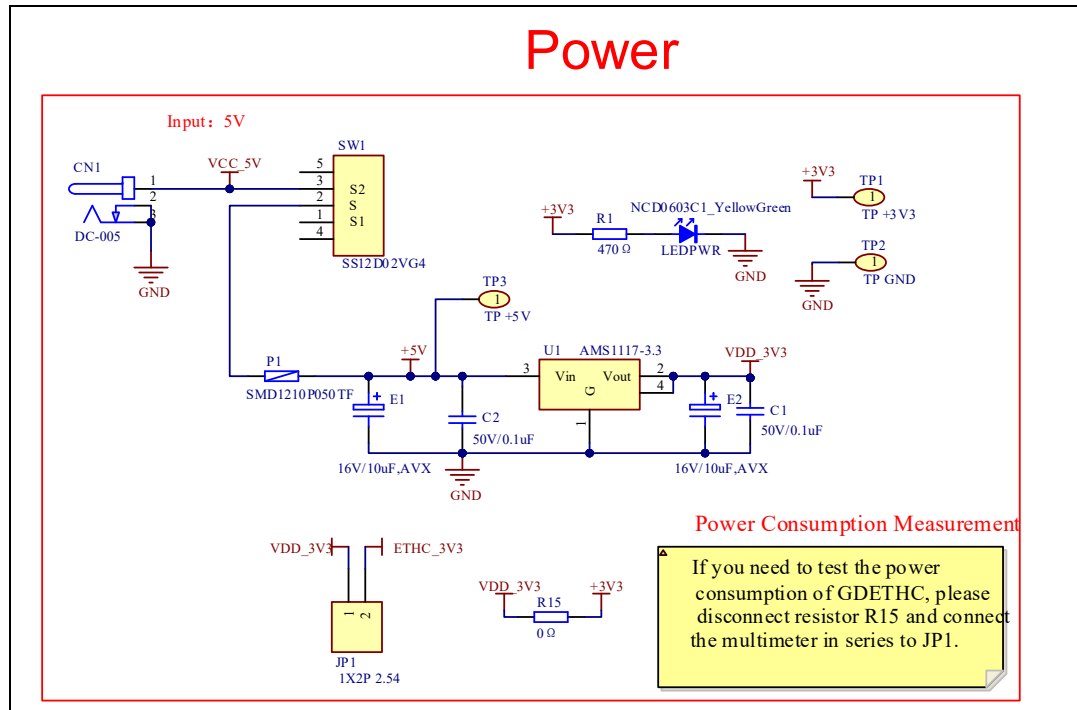 Power
Input：5V
CN1
1
2
3
DC-005
GND
VCC_5V
SW1
5
3
2
1
4
S2
S
S1
SS12D02VG4
+3V3
R1
470Ω
NCD0603C1_YellowGreen
LEDPWR
GND
+3V3
TP1
1
TP +3V3
TP2
1
TP GND
GND
TP3
1
TP +5V
P1
SMD1210P050TF
+5V
E1
+
16V/10uF,AVX
C2
50V/0.1uF
GND
U1
AMS1117-3.3
3
Vin
Vout
G
2
4
1
VDD_3V3
E2
+
16V/10uF,AVX
C1
50V/0.1uF
VDD_3V3
ETHC_3V3
1
2
JP1
1X2P 2.54
VDD_3V3
+3V3
R15
0Ω
Power Consumption Measurement
If you need to test the power
consumption of GDETHC, please
disconnect resistor R15 and connect
the multimeter in series to JP1.